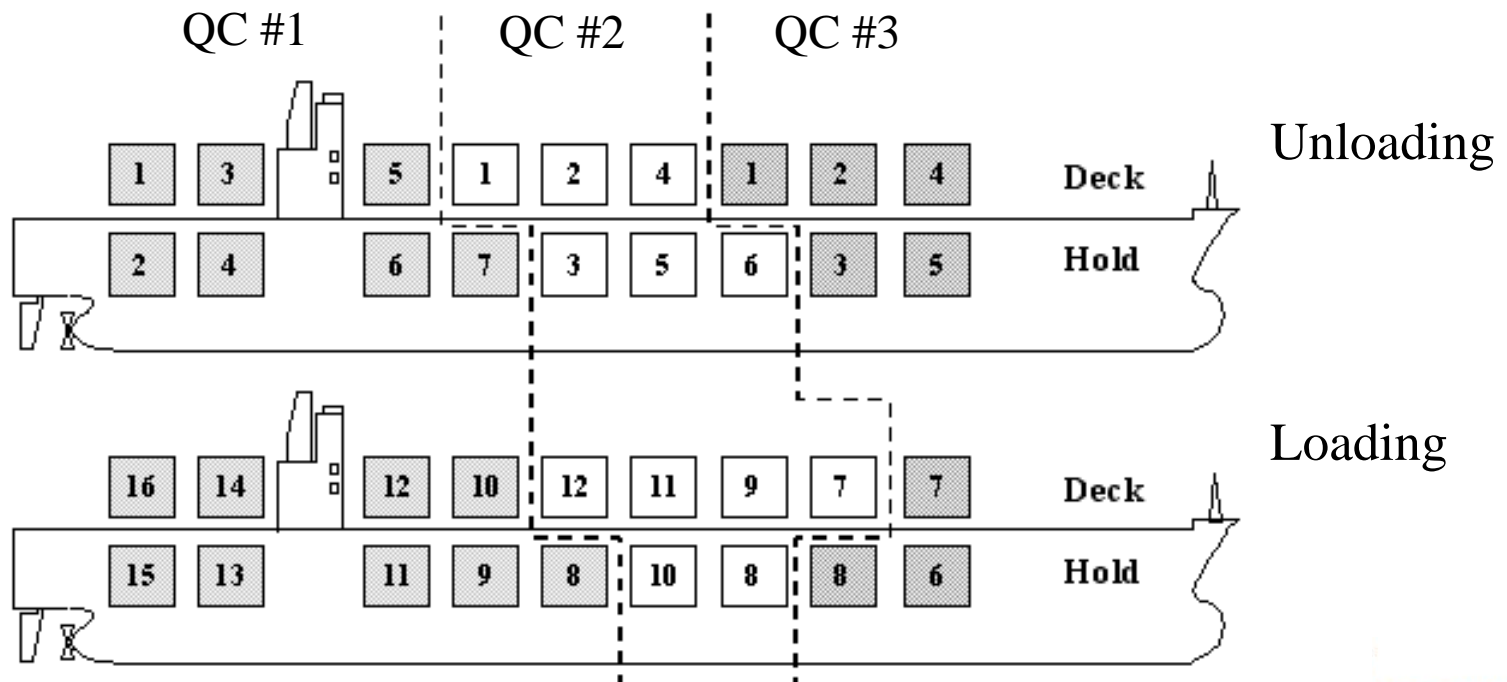 QC #1 QC #2 QC #3
Unloading
1 3 5 1 2 4 1 2 4 Deck
2 4 6 7 3 5 6 3 5 Hold
Loading
16 14 12 10 12 11 9 7 7 Deck
15 13 11 9 8 10 8 8 6 Hold